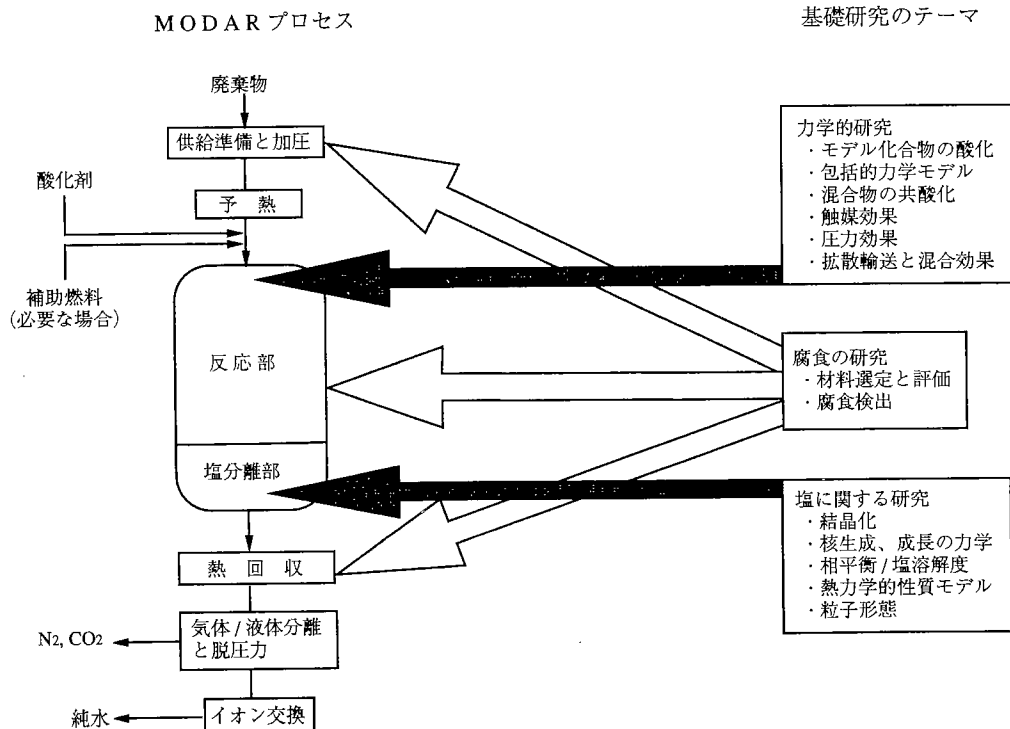 MODARプロセス
基礎研究のテーマ
廃棄物
供給準備と加圧
酸化剤
予 熱
補助燃料
(必要な場合)
反応部
塩分離部
熱 回 収
気体/液体分離
と脱圧力
N2, CO2
イオン交換
純水
力学的研究
・モデル化合物の酸化
・包括的力学モデル
・混合物の共酸化
・触媒効果
・圧力効果
・拡散輸送と混合効果
腐食の研究
・材料選定と評価
・腐食検出
塩に関する研究
・結晶化
・核生成、成長の力学
・相平衡/塩溶解度
・熱力学的性質モデル
・粒子形態